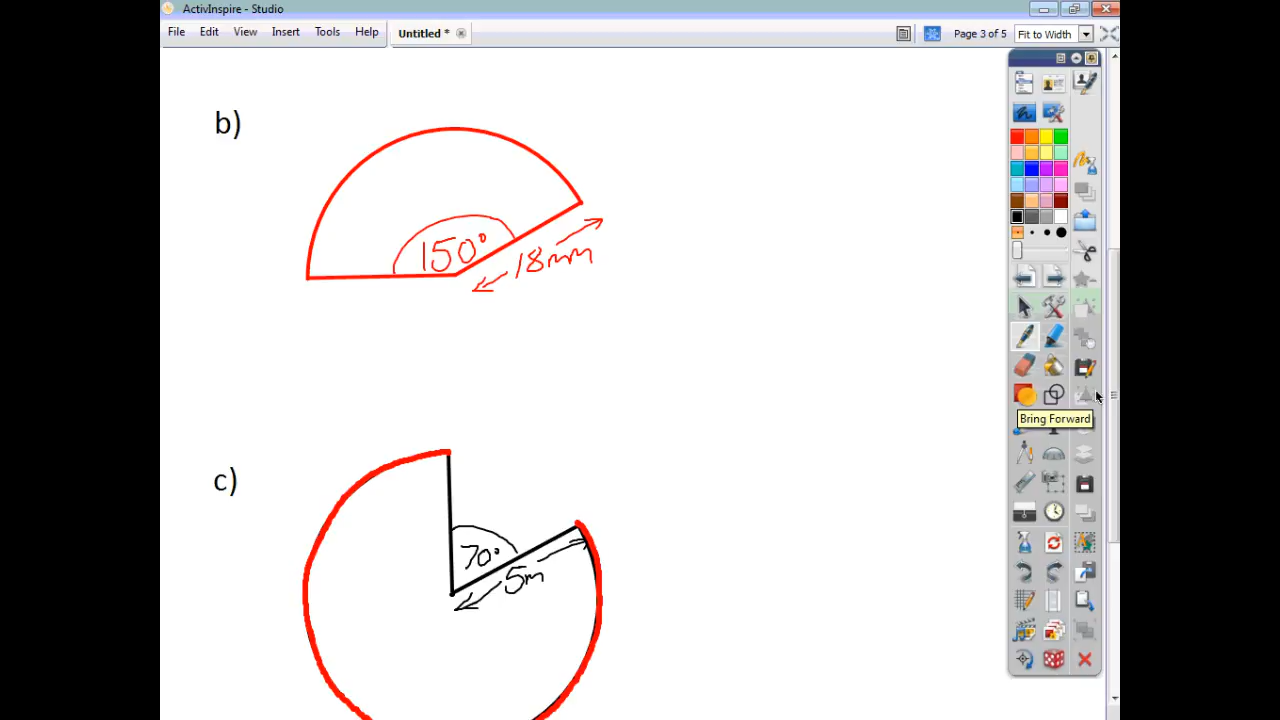 ActivInspire - Studio
File Edit View Insert Tools Help
Untitled *
Page 3 of 5
Fit to Width
b)
150°
18mm
Bring Forward
c)
70°
5m